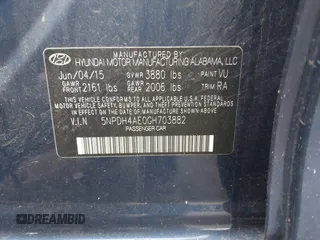 HYUNDAI MOTOR MANUFACTURING ALABAMA, LLC
Jun/04/15 GVWR 3880 lbs PAINT VU
GAWR FRONT 2161 lbs GAWR REAR 2006 lbs TRIM RA
THIS VEHICLE CONFORMS TO ALL APPLICABLE FEDERAL
MOTOR VEHICLE SAFETY, BUMPER, AND THEFT PREVENTION
STANDARDS IN EFFECT ON THE DATE OF MANUFACTURE
SHOWN ABOVE.
V.I.N 5NPDH4AE0GH703882
PASSENGER CAR
DREAMBID